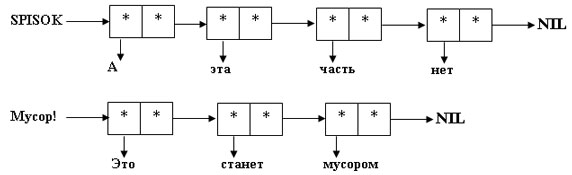 SPISOK * * * * * * * * NIL
А эта часть нет
Мусор! * * * * * * NIL
Это станет мусором